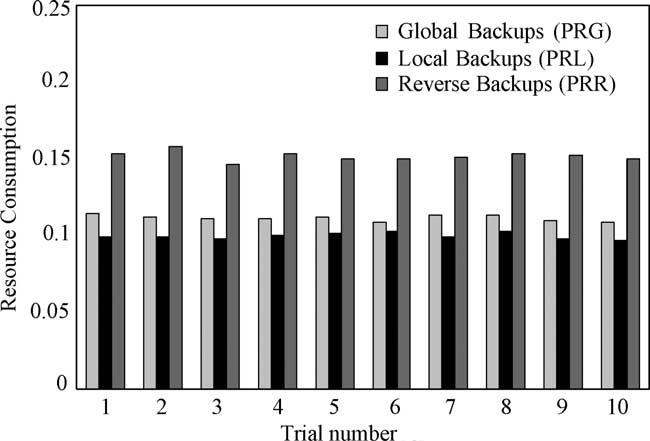 0.25
Global Backups (PRG)
Local Backups (PRL)
Reverse Backups (PRR)
0.2
0.15
0.1
0.05
0
Resource Consumption
1 2 3 4 5 6 7 8 9 10
Trial number